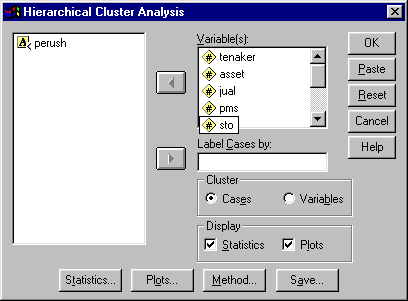 Hierarchical Cluster Analysis
perush
Variable(s):
tenaker
asset
jual
pms
sto
Label Cases by:
Cluster
Cases
Variables
Display
Statistics
Plots
OK
Paste
Reset
Cancel
Help
Statistics...
Plots...
Method...
Save...